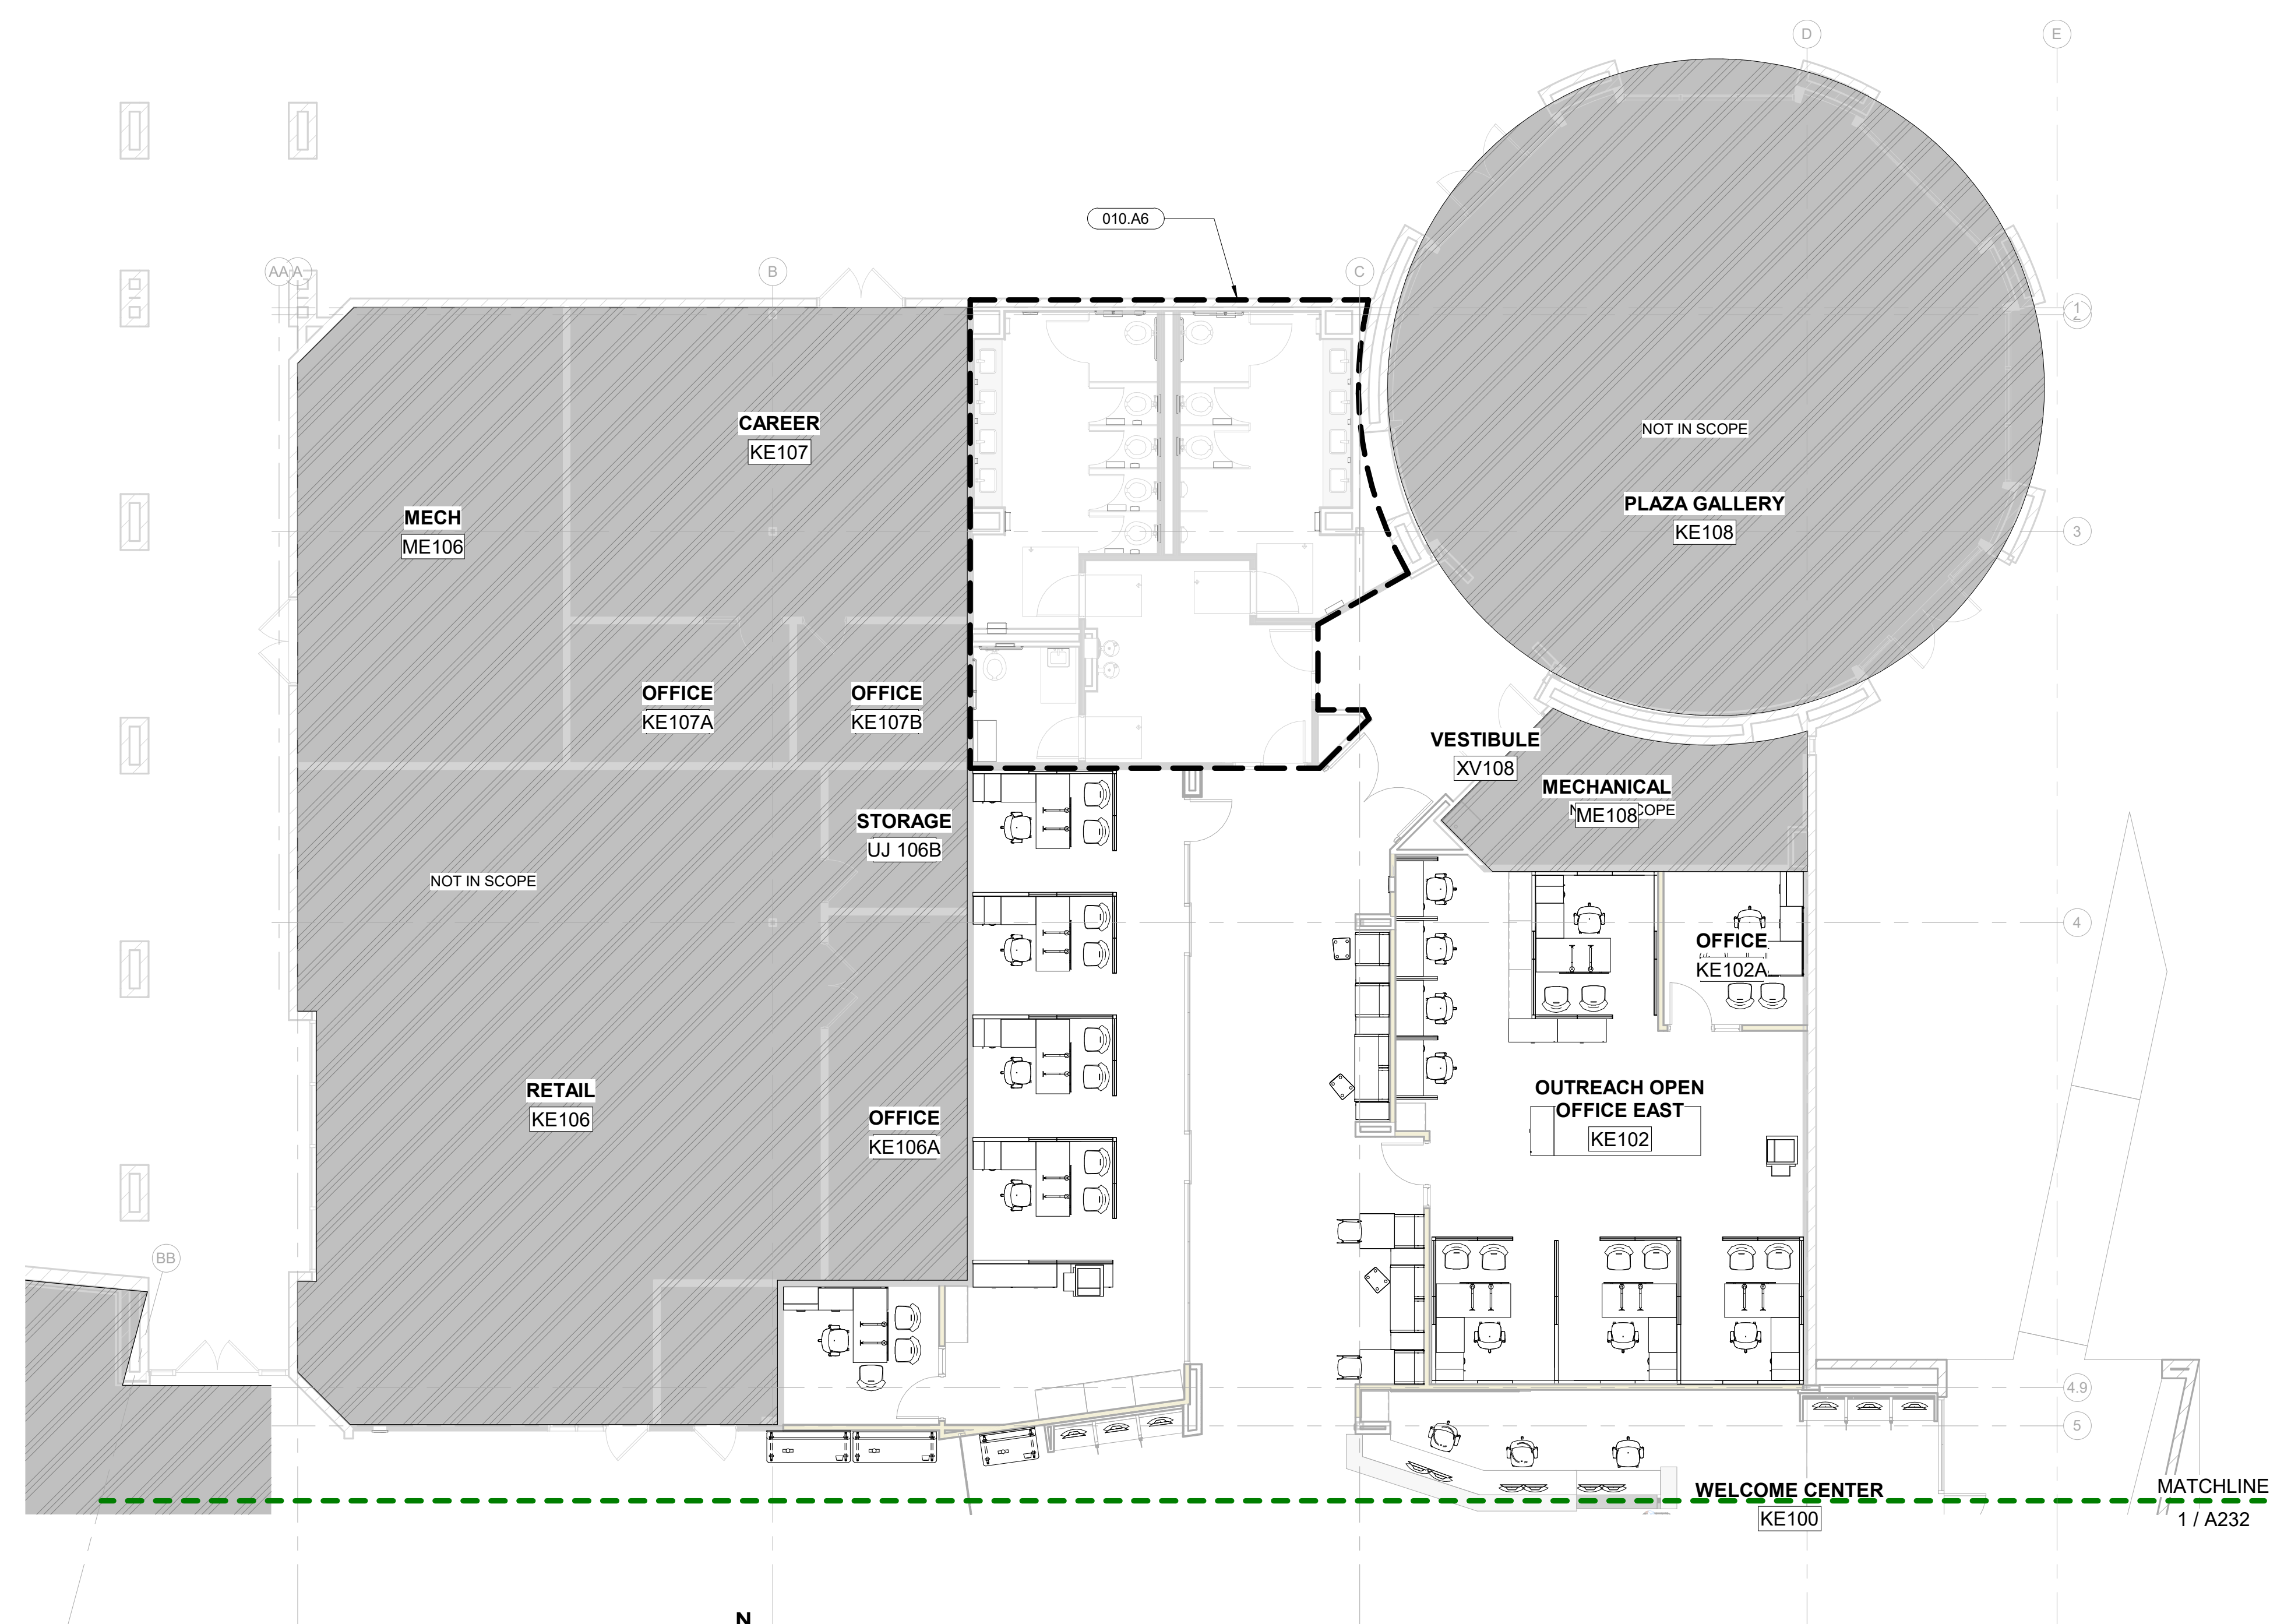 D
E
010.A6
AA
A
B
C
1
CAREER
KE107
NOT IN SCOPE
PLAZA GALLERY
KE108
MECH
ME106
3
OFFICE
KE107A
OFFICE
KE107B
VESTIBULE
XV108
MECHANICAL
ME108
STORAGE
UJ 106B
NOT IN SCOPE
4
OFFICE
KE102A
RETAIL
KE106
OFFICE
KE106A
OUTREACH OPEN
OFFICE EAST
KE102
BB
4.9
5
WELCOME CENTER
KE100
MATCHLINE
1 / A232
N